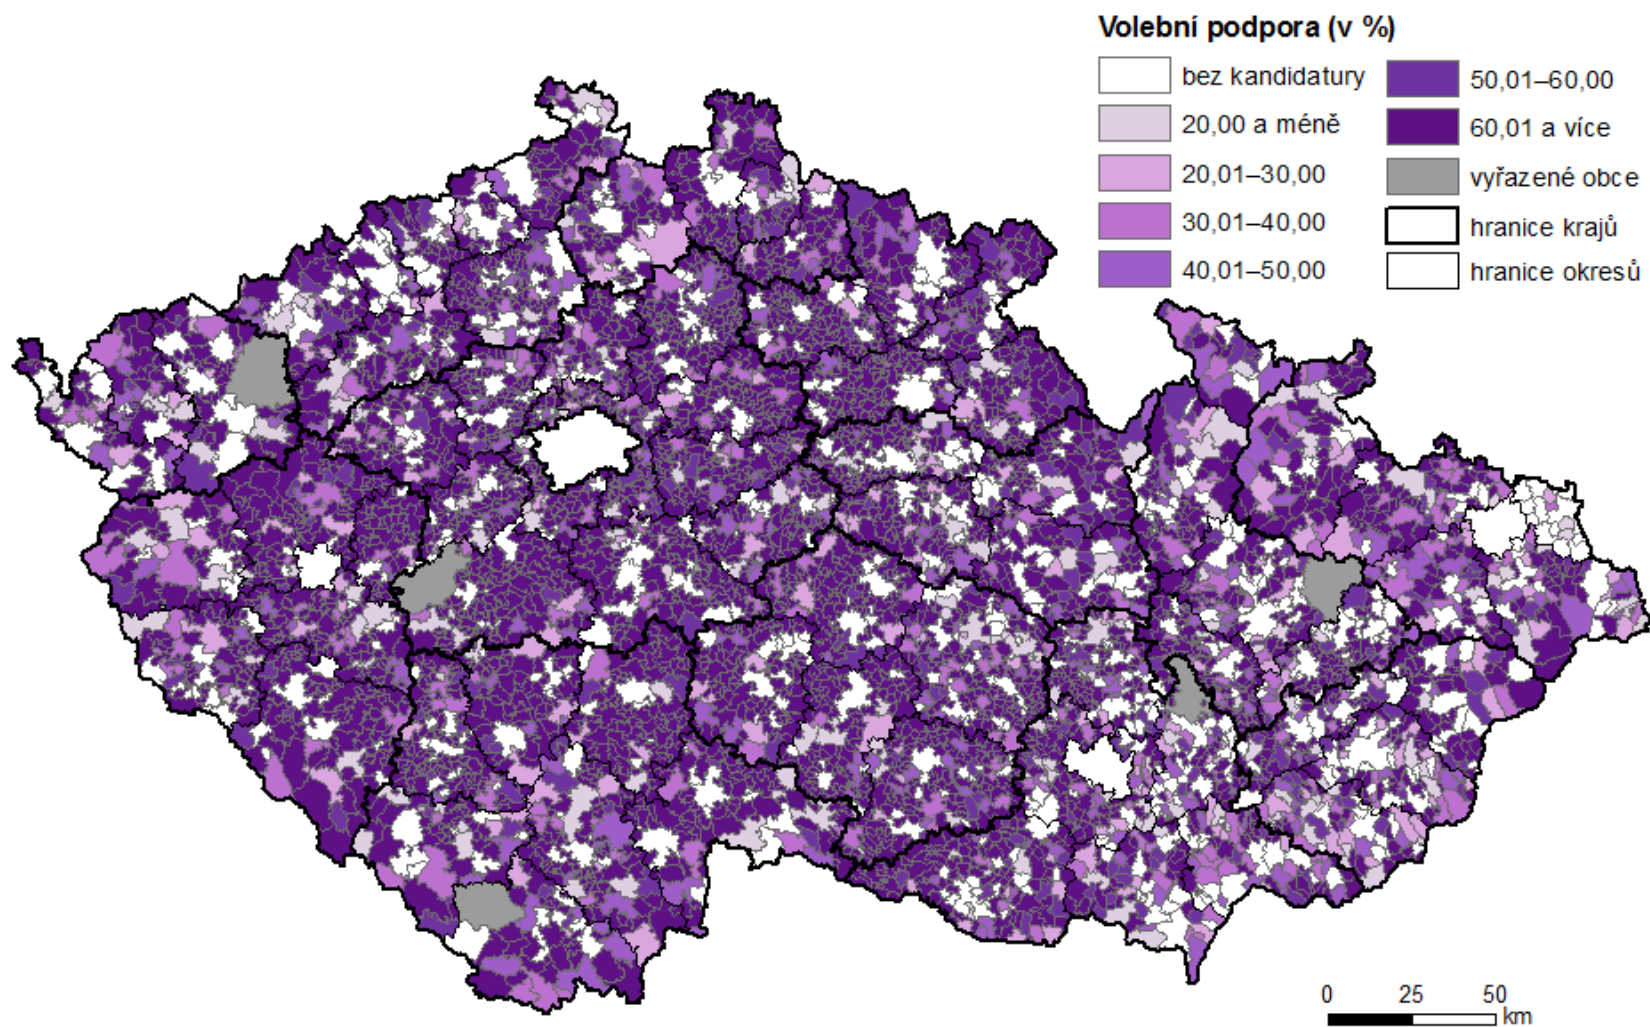 Volební podpora (v %)
bez kandidatury
20,00 a méně
20,01–30,00
30,01–40,00
40,01–50,00
50,01–60,00
60,01 a více
vyřazené obce
hranice krajů
hranice okresů
0 25 50
km